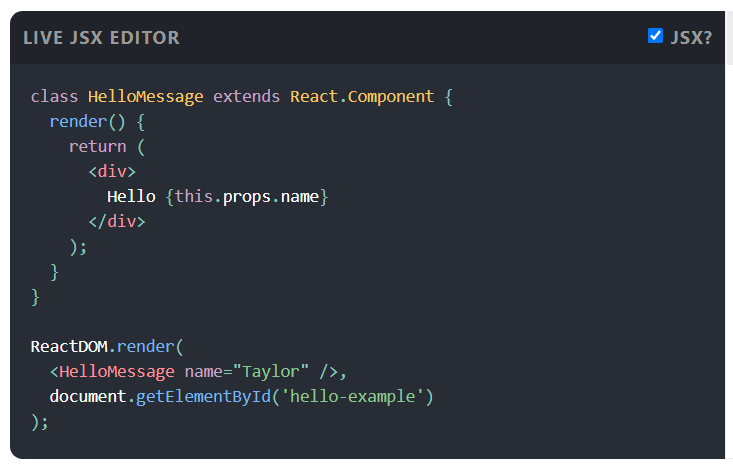 LIVE JSX EDITOR
JSX?
class HelloMessage extends React.Component {
  render() {
    return (
      <div>
        Hello {this.props.name}
      </div>
    );
  }
}

ReactDOM.render(
  <HelloMessage name="Taylor" />,
  document.getElementById('hello-example')
);